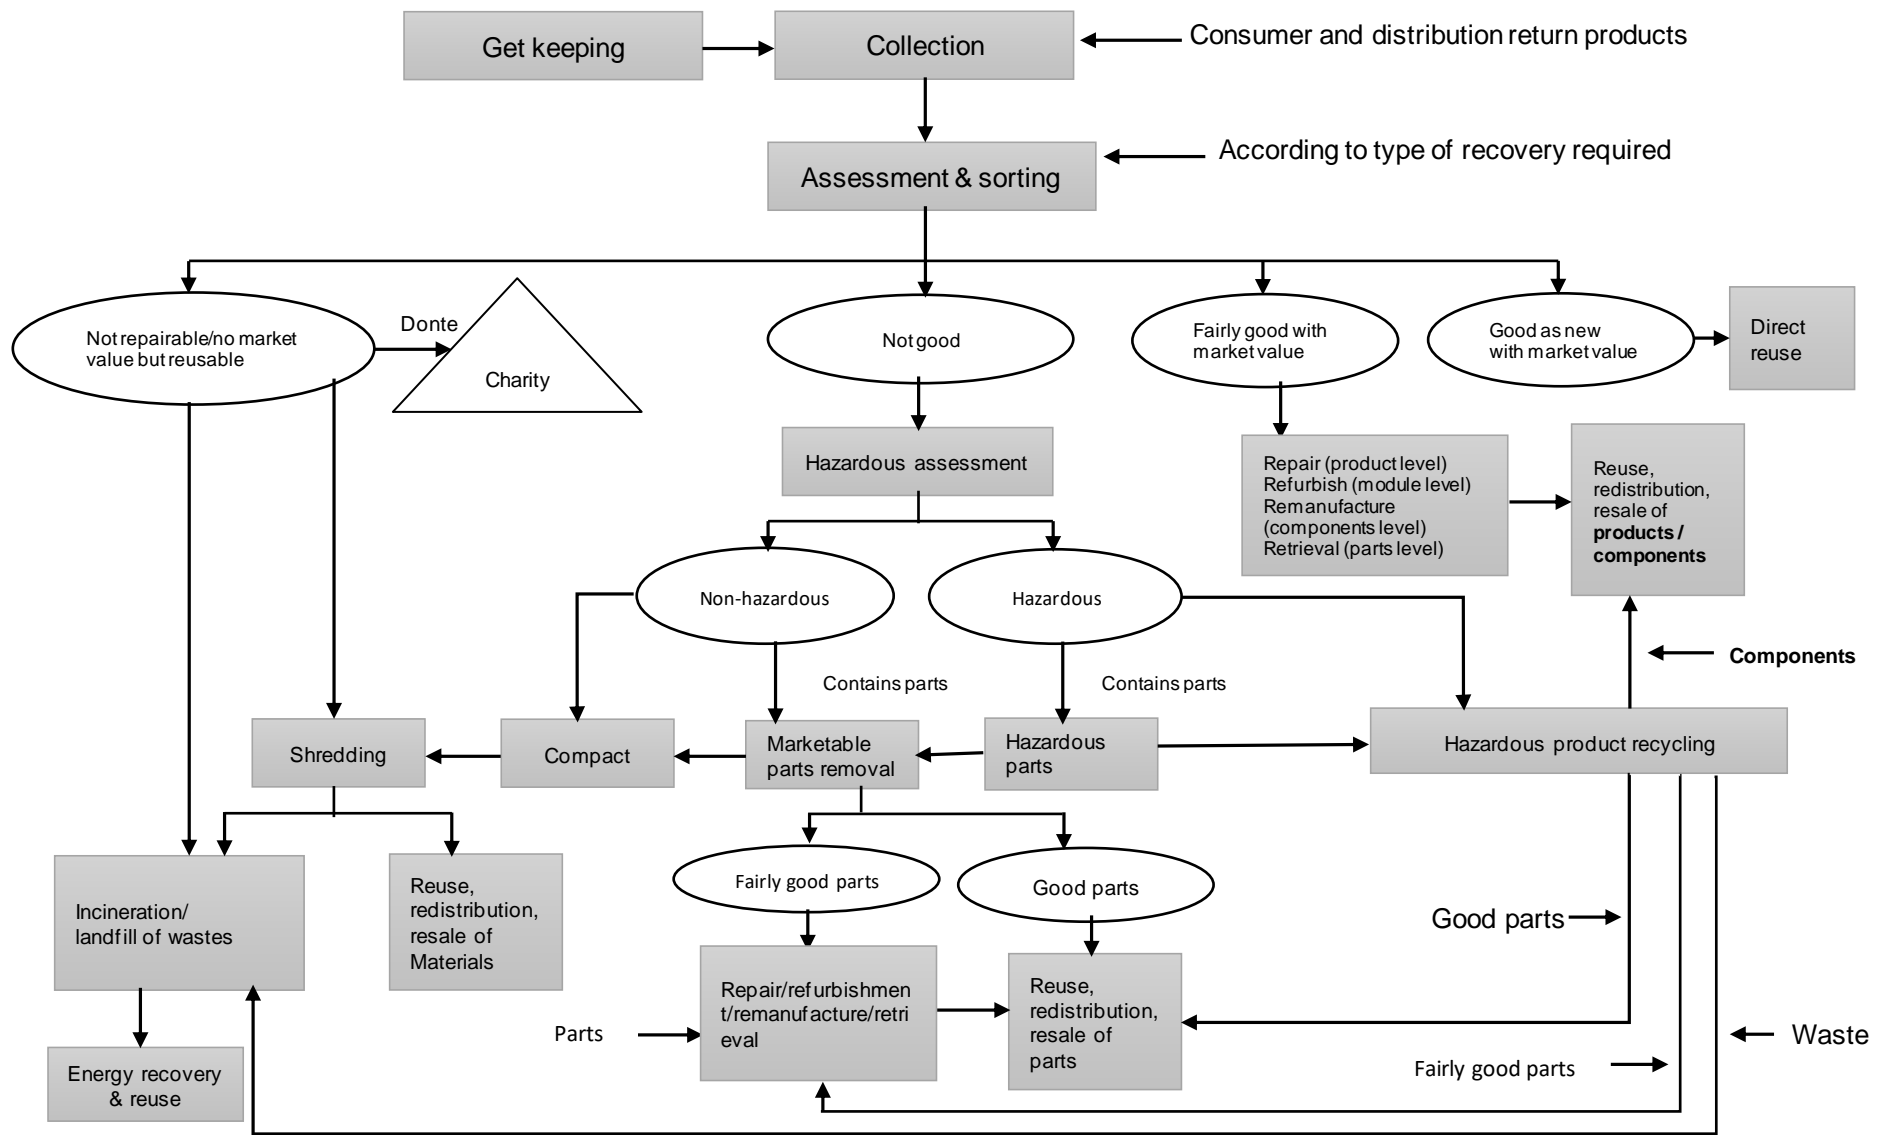 Get keeping
Collection
Consumer and distribution return products
Assessment & sorting
According to type of recovery required
Not repairable/no market
value but reusable
Donte
Charity
Not good
Fairly good with
market value
Good as new
with market value
Direct
reuse
Hazardous assessment
Repair (product level)
Refurbish (module level)
Remanufacture
(components level)
Retrieval (parts level)
Reuse,
redistribution,
resale of
products /
components
Non-hazardous
Hazardous
Components
Contains parts
Contains parts
Shredding
Compact
Marketable
parts removal
Hazardous
parts
Hazardous product recycling
Incineration/
landfill of wastes
Reuse,
redistribution,
resale of
Materials
Fairly good parts
Good parts
Good parts
Repair/refurbishmen
t/remanufacture/retri
eval
Reuse,
redistribution,
resale of
parts
Parts
Waste
Fairly good parts
Energy recovery
& reuse